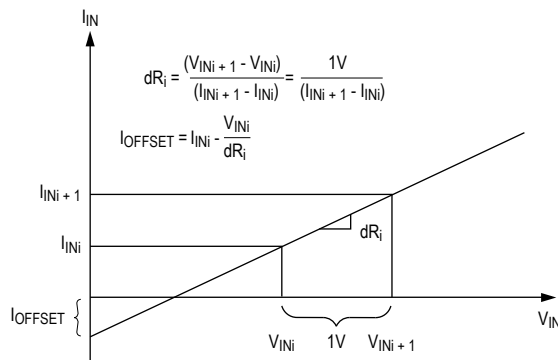 I_IN
dR_i = (V_INi + 1 - V_INi) / (I_INi + 1 - I_INi) = 1V / (I_INi + 1 - I_INi)
I_OFFSET = I_INi - V_INi / dR_i
I_INi + 1
I_INi
dR_i
I_OFFSET
V_IN
V_INi 1V V_INi + 1